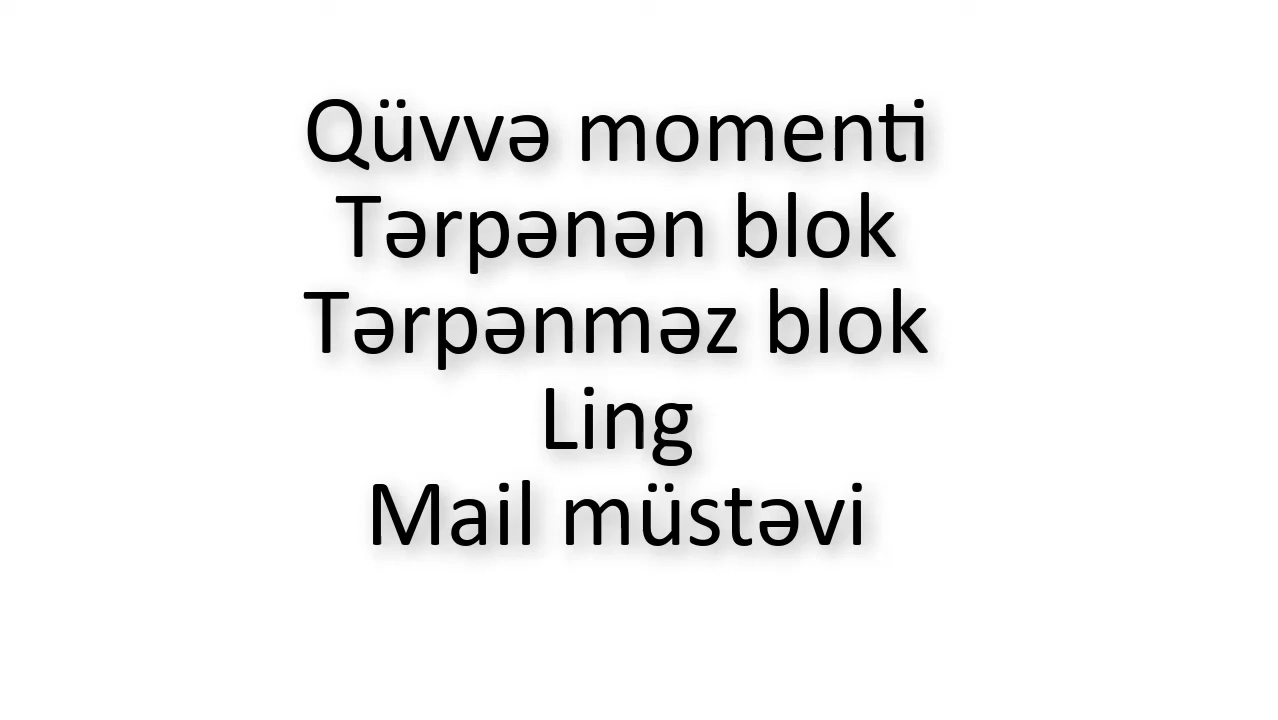 Qüvvə momenti
Tərpənən blok
Tərpənməz blok
Ling
Mail müstəvi